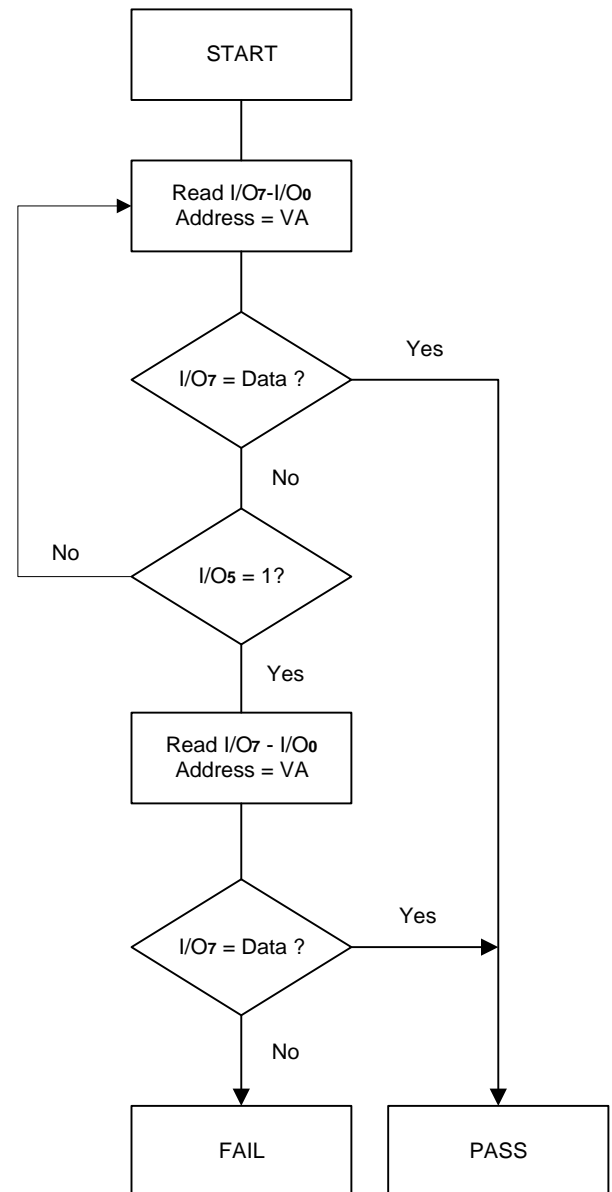 START
Read I/O7-I/O0
Address = VA
I/O7 = Data ?
Yes
No
I/O5 = 1?
No
Yes
Read I/O7 - I/O0
Address = VA
I/O7 = Data ?
Yes
No
FAIL
PASS